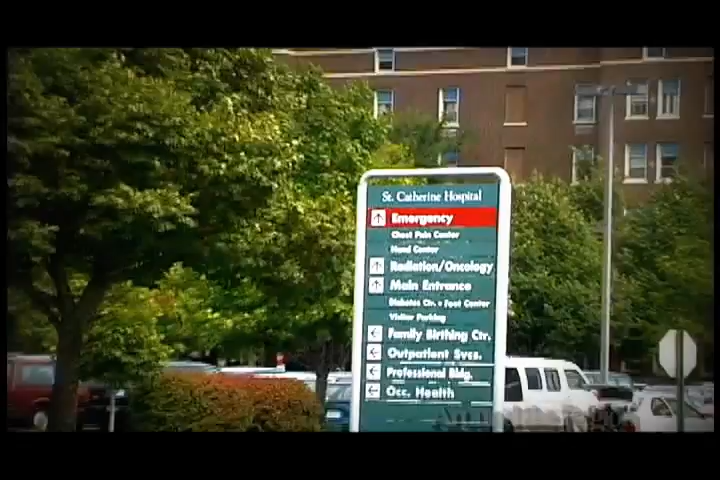 St. Catherine Hospital
Emergency
Chest Pain Center
Hand Center
Radiation/Oncology
Main Entrance
Diabetes Ctr. • Foot Center
Visitor Parking
Family Birthing Ctr.
Outpatient Svcs.
Professional Bldg.
Occ. Health